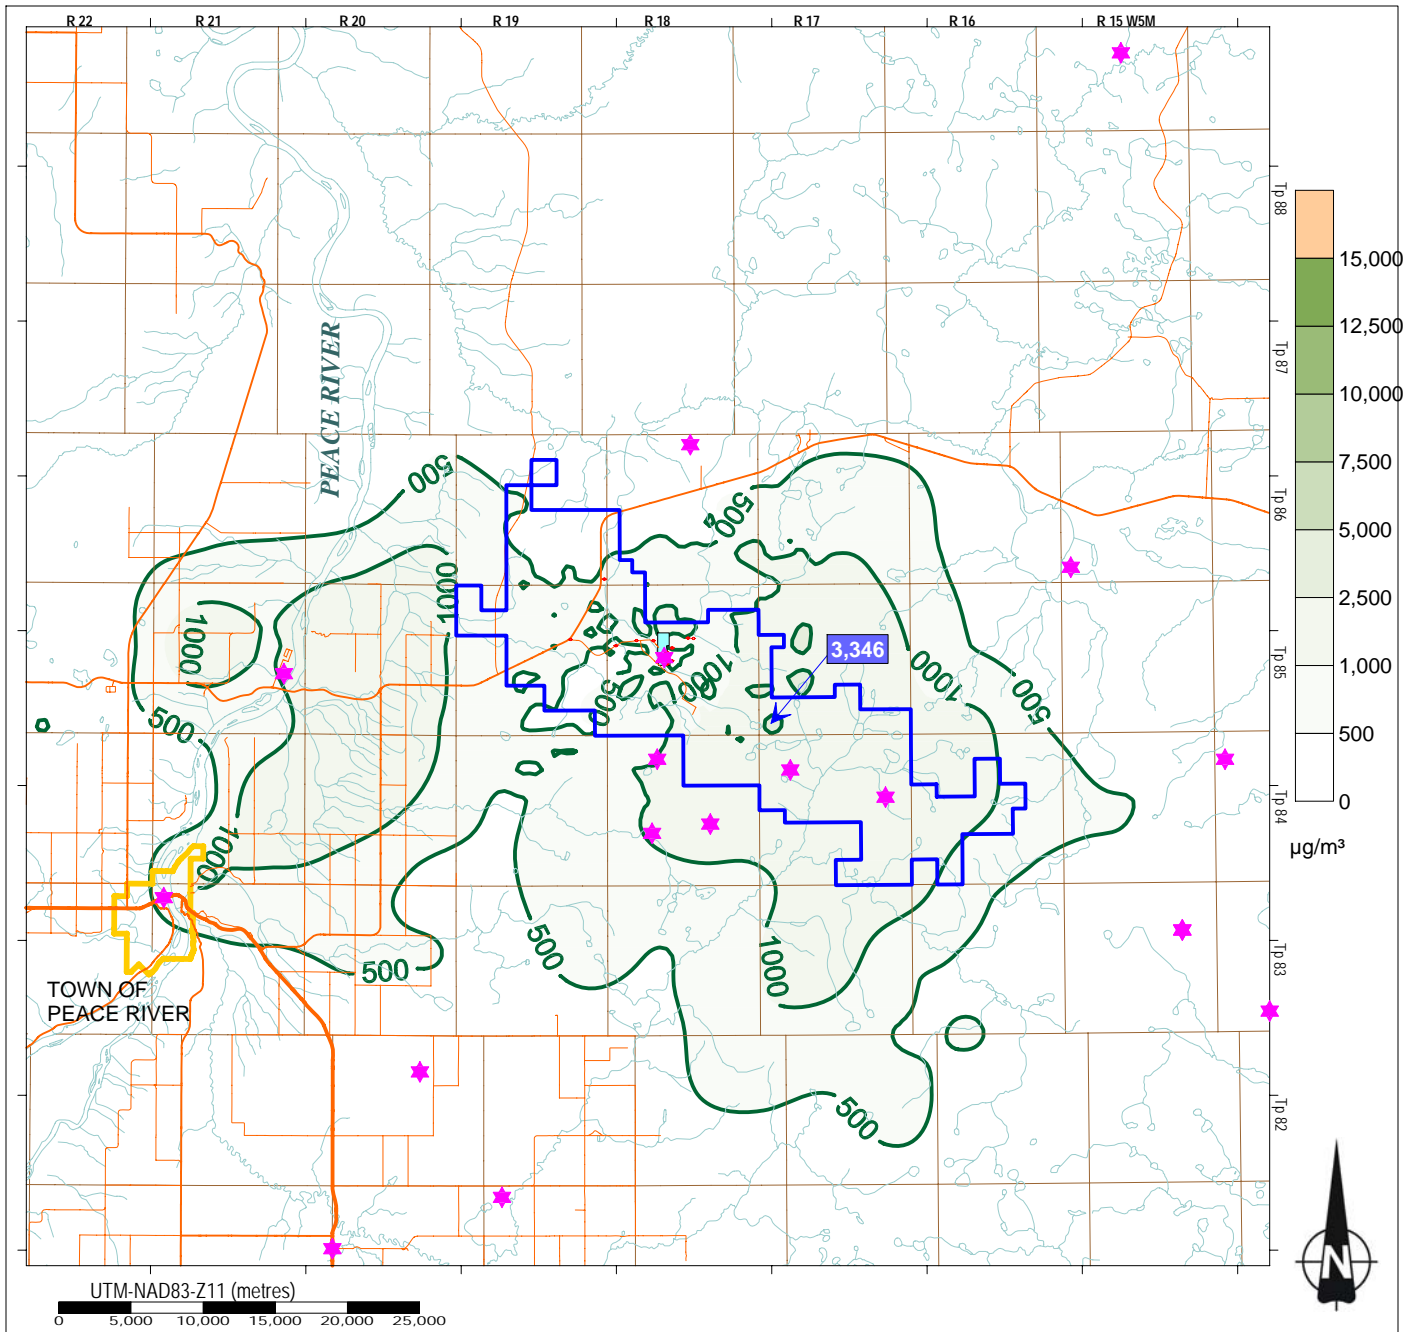 R 22 R 21 R 20 R 19 R 18 R 17 R 16 R 15 W5M
Tp 88
Tp 87
Tp 86
Tp 85
Tp 84
Tp 83
Tp 82
PEACE RIVER
500
500
1000
1000
500
1000
500
1000
500
3,346
1000
500
500
500
1000
500
TOWN OF
PEACE RIVER
15,000
12,500
10,000
7,500
5,000
2,500
1,000
500
0
µg/m³
N
UTM-NAD83-Z11 (metres)
0 5,000 10,000 15,000 20,000 25,000